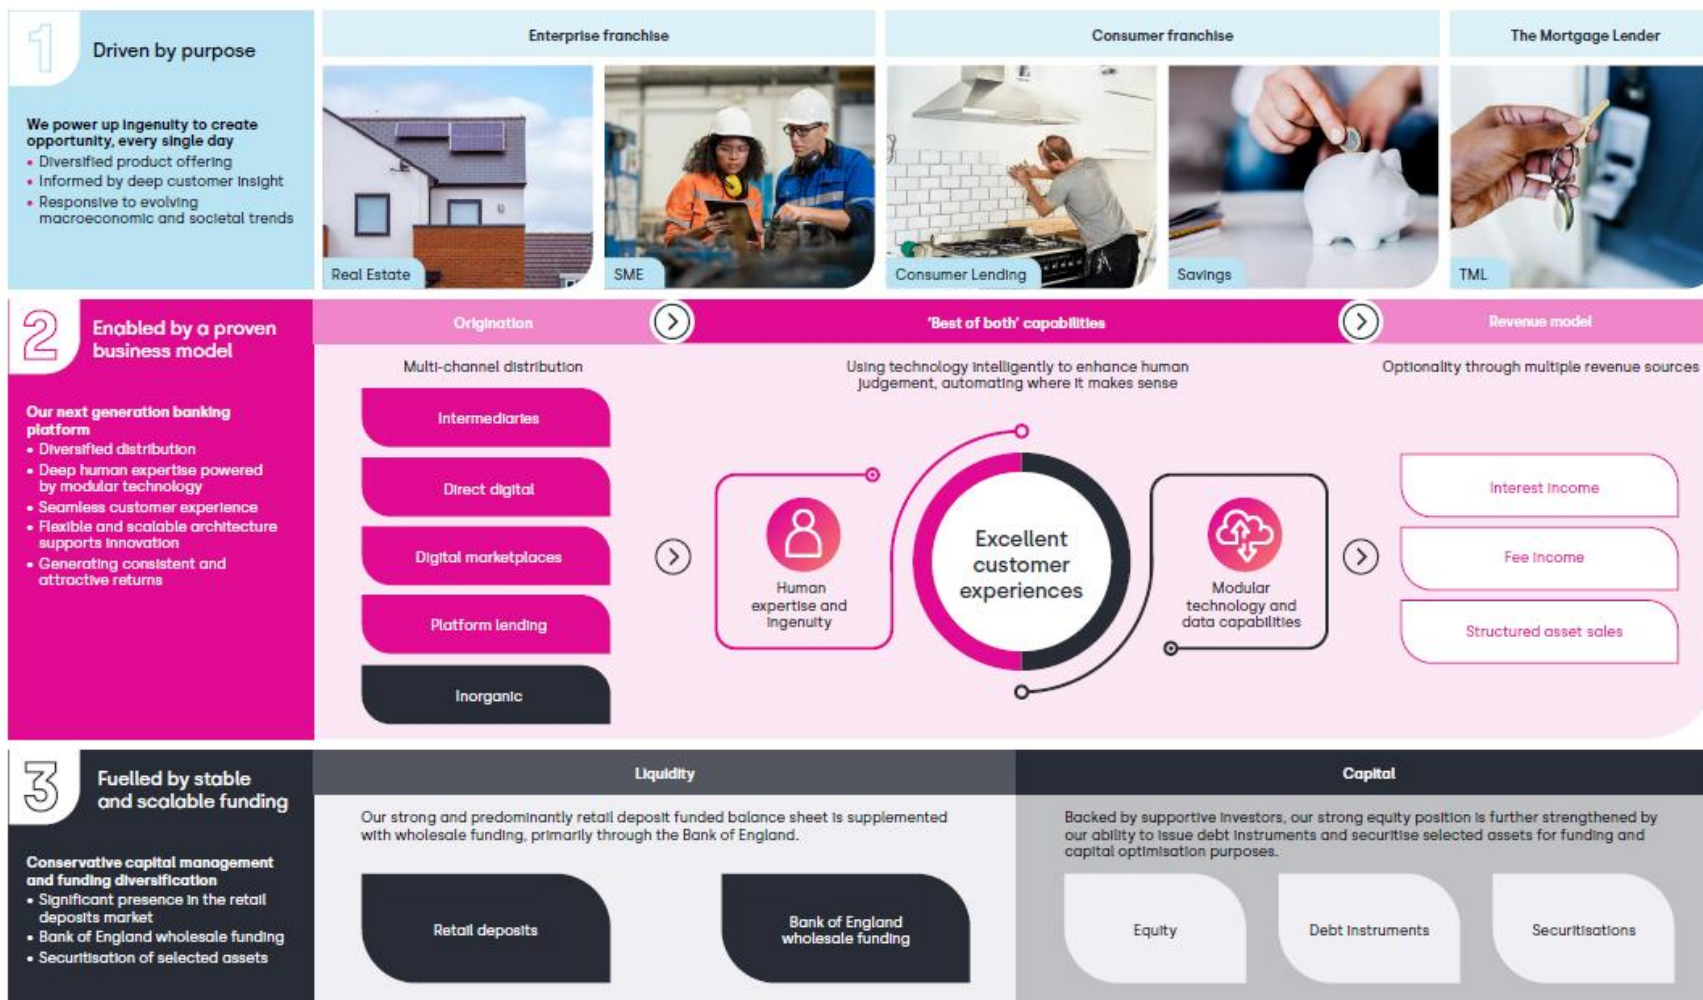 1
Driven by purpose
We power up ingenuity to create
opportunity, every single day
• Diversified product offering
• Informed by deep customer insight
• Responsive to evolving
macroeconomic and societal trends
Enterprise franchise
Consumer franchise
The Mortgage Lender
Real Estate
SME
Consumer Lending
Savings
TML
2
Enabled by a proven
business model
Our next generation banking
platform
• Diversified distribution
• Deep human expertise powered
by modular technology
• Seamless customer experience
• Flexible and scalable architecture
supports innovation
• Generating consistent and
attractive returns
Origination
'Best of both' capabilities
Revenue model
Multi-channel distribution
Intermediaries
Direct digital
Digital marketplaces
Platform lending
Inorganic
Using technology intelligently to enhance human
judgement, automating where it makes sense
Human
expertise and
ingenuity
Excellent
customer
experiences
Modular
technology and
data capabilities
Optionality through multiple revenue sources
Interest income
Fee income
Structured asset sales
3
Fuelled by stable
and scalable funding
Conservative capital management
and funding diversification
• Significant presence in the retail
deposits market
• Bank of England wholesale funding
• Securitisation of selected assets
Liquidity
Our strong and predominantly retail deposit funded balance sheet is supplemented
with wholesale funding, primarily through the Bank of England.
Retail deposits
Bank of England
wholesale funding
Capital
Backed by supportive investors, our strong equity position is further strengthened by
our ability to issue debt instruments and securitise selected assets for funding and
capital optimisation purposes.
Equity
Debt instruments
Securitisations